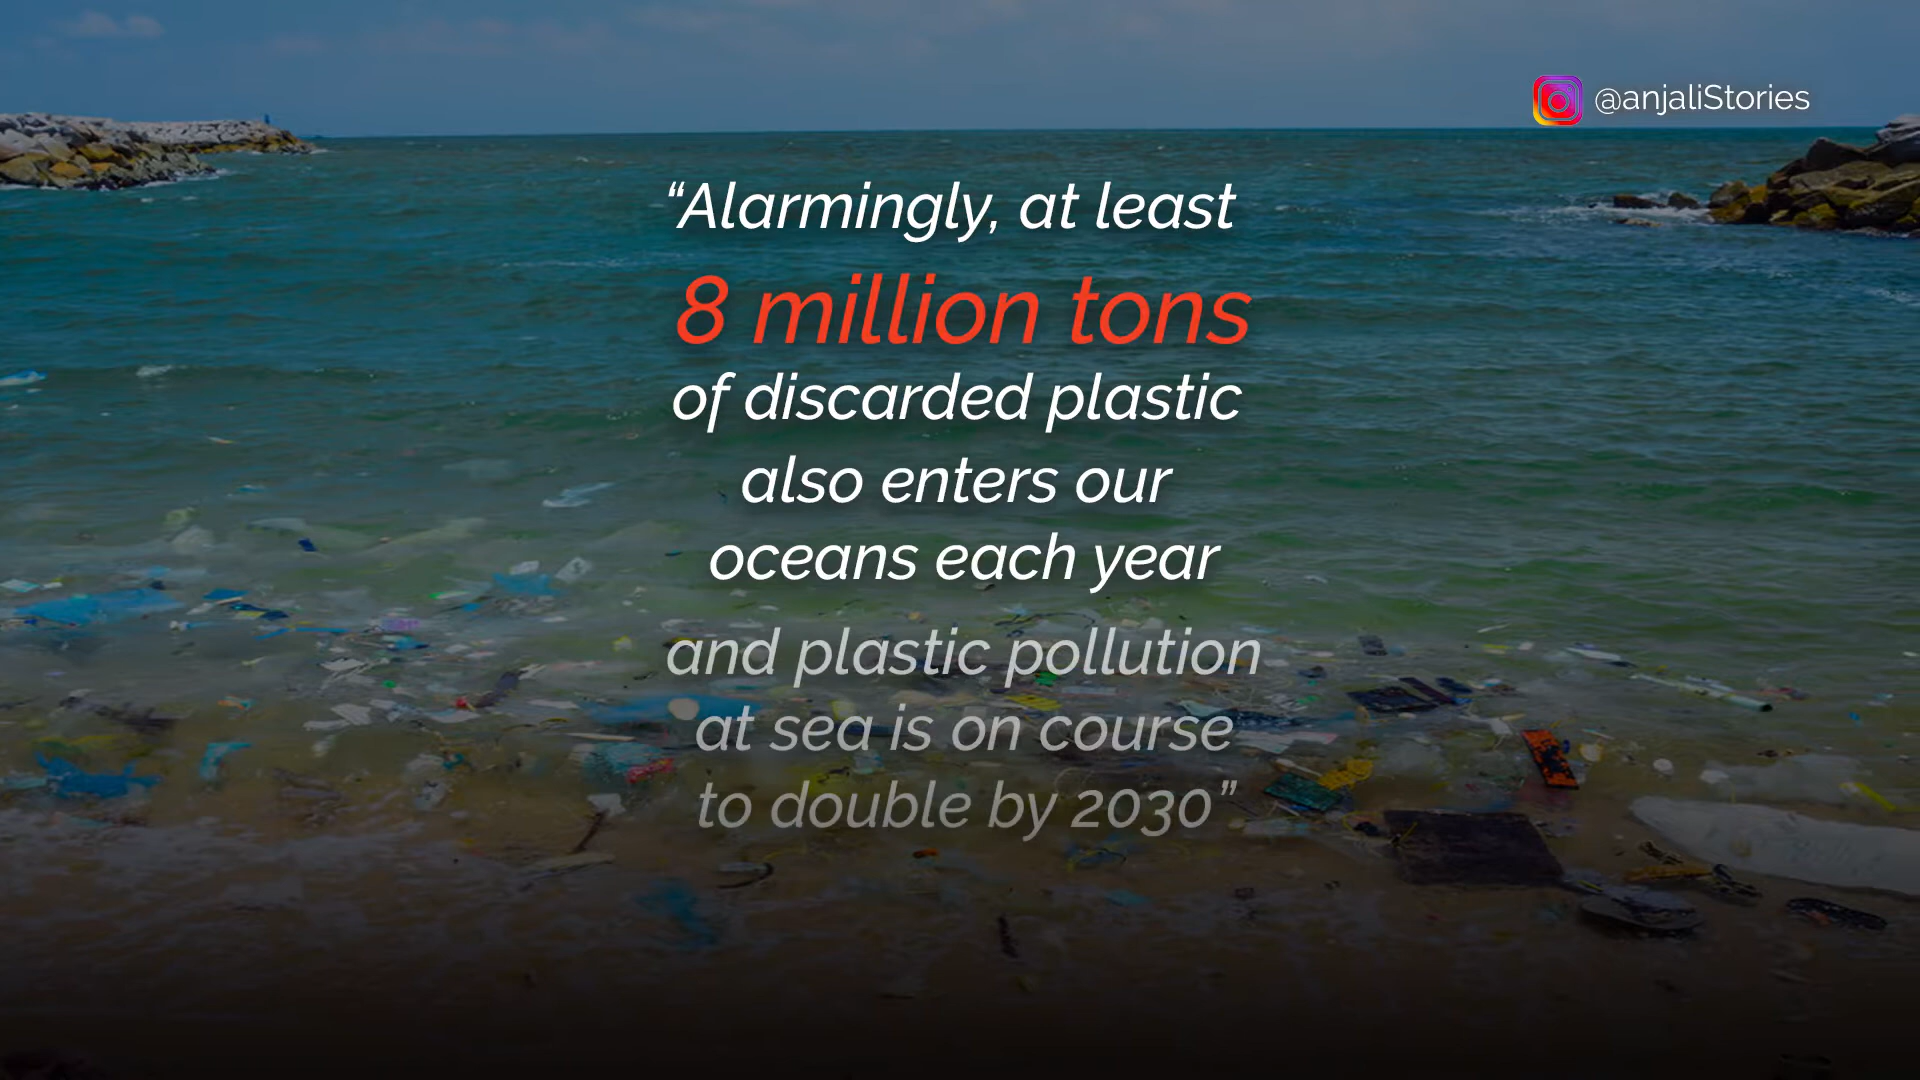 @anjaliStories
“Alarmingly, at least
8 million tons
of discarded plastic
also enters our
oceans each year
and plastic pollution
at sea is on course
to double by 2030”